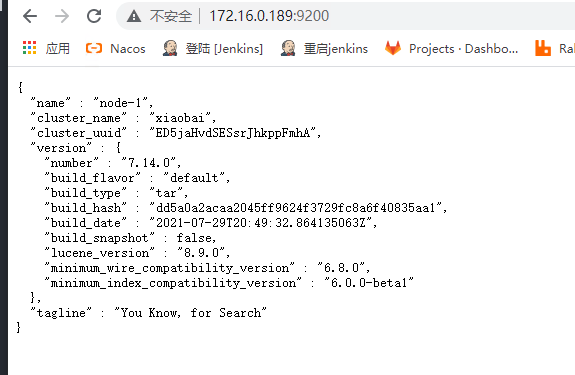 不安全 | 172.16.0.189:9200
应用 Nacos 登陆 [Jenkins] 重启jenkins Projects · Dashbo... Ral
{
"name" : "node-1",
"cluster_name" : "xiaobai",
"cluster_uuid" : "ED5jaHvdSESsrJhkppFmhA",
"version" : {
"number" : "7.14.0",
"build_flavor" : "default",
"build_type" : "tar",
"build_hash" : "dd5a0a2acaa2045ff9624f3729fc8a6f40835aa1",
"build_date" : "2021-07-29T20:49:32.864135063Z",
"build_snapshot" : false,
"lucene_version" : "8.9.0",
"minimum_wire_compatibility_version" : "6.8.0",
"minimum_index_compatibility_version" : "6.0.0-beta1"
},
"tagline" : "You Know, for Search"
}